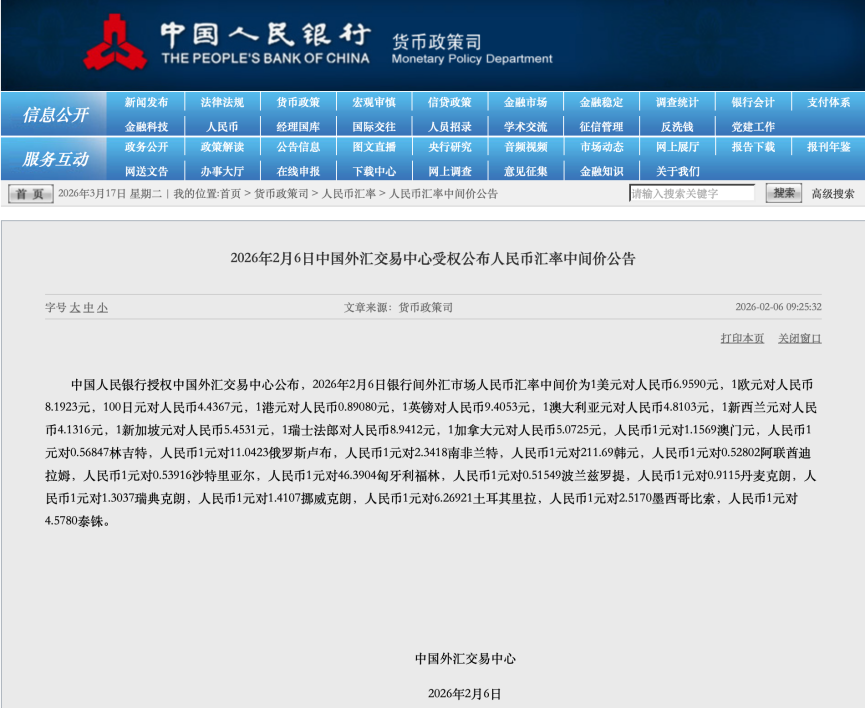 中国人民银行
THE PEOPLE'S BANK OF CHINA
货币政策司
Monetary Policy Department
信息公开
新闻发布 法律法规 货币政策 宏观审慎 信贷政策 金融市场 金融稳定 调查统计 银行会计 支付体系
金融科技 人民币 经理国库 国际交往 人员招录 学术交流 征信管理 反洗钱 党建工作
服务互动
政务公开 政策解读 公告信息 图文直播 央行研究 音频视频 市场动态 网上展厅 报告下载 报刊年鉴
网送文告 办事大厅 在线申报 下载中心 网上调查 意见征集 金融知识 关于我们
首 页 2026年3月17日 星期二 | 我的位置:首页 > 货币政策司 > 人民币汇率 > 人民币汇率中间价公告 请输入搜索关键字 搜索 高级搜索
2026年2月6日中国外汇交易中心受权公布人民币汇率中间价公告
字号 大 中 小 文章来源：货币政策司 2026-02-06 09:25:32
打印本页 关闭窗口
中国人民银行授权中国外汇交易中心公布，2026年2月6日银行间外汇市场人民币汇率中间价为1美元对人民币6.9590元，1欧元对人民币
8.1923元，100日元对人民币4.4367元，1港元对人民币0.89080元，1英镑对人民币9.4053元，1澳大利亚元对人民币4.8103元，1新西兰元对人民
币4.1316元，1新加坡元对人民币5.4531元，1瑞士法郎对人民币8.9412元，1加拿大元对人民币5.0725元，人民币1元对1.1569澳门元，人民币1
元对0.56847林吉特，人民币1元对11.0423俄罗斯卢布，人民币1元对2.3418南非兰特，人民币1元对211.69韩元，人民币1元对0.52802阿联酋迪
拉姆，人民币1元对0.53916沙特里亚尔，人民币1元对46.3904匈牙利福林，人民币1元对0.51549波兰兹罗提，人民币1元对0.9115丹麦克朗，人
民币1元对1.3037瑞典克朗，人民币1元对1.4107挪威克朗，人民币1元对6.26921土耳其里拉，人民币1元对2.5170墨西哥比索，人民币1元对
4.5780泰铢。
中国外汇交易中心
2026年2月6日